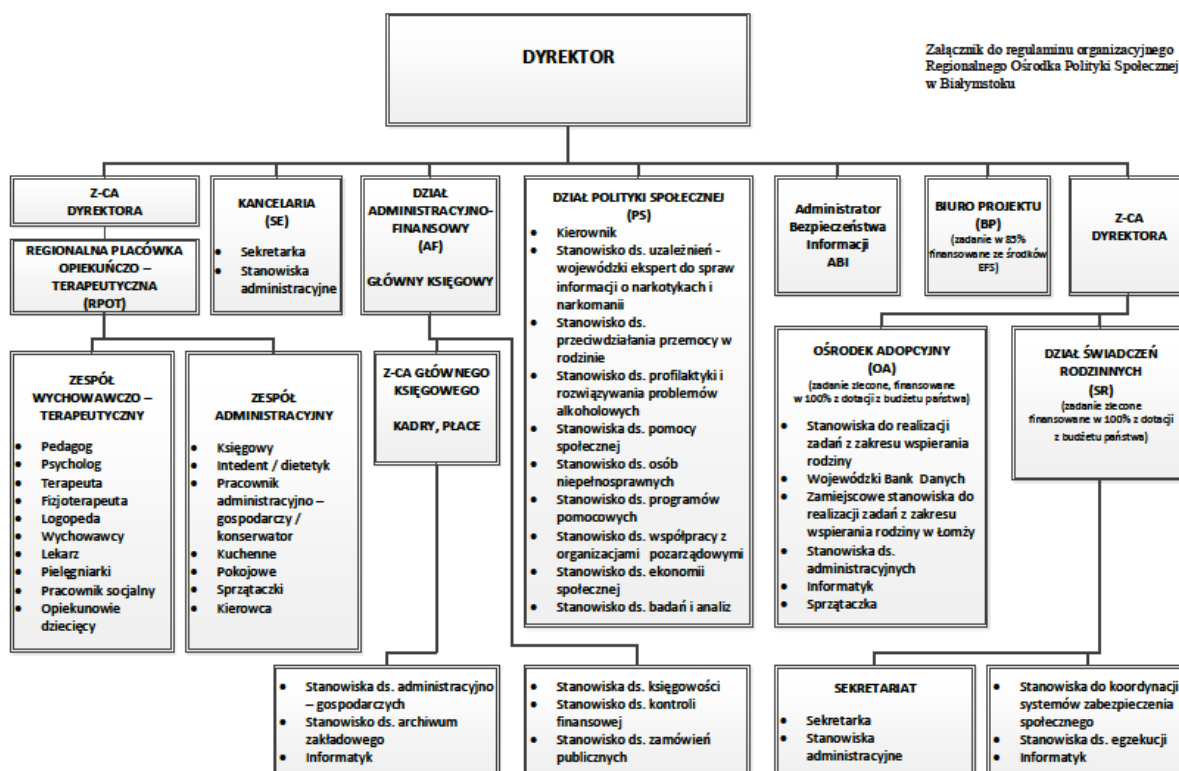 DYREKTOR
Załącznik do regulaminu organizacyjnego
Regionalnego Ośrodka Polityki Społecznej
w Białymstoku
Z-CA
DYREKTORA
REGIONALNA PLACÓWKA
OPIEKUŃCZO –
TERAPEUTYCZNA
(RPOT)
KANCELARIA
(SE)
• Sekretarka
• Stanowiska
administracyjne
DZIAŁ
ADMINISTRACYJNO-
FINANSOWY (AF)
GŁÓWNY KSIĘGOWY
DZIAŁ POLITYKI SPOŁECZNEJ
(PS)
• Kierownik
• Stanowisko ds. uzależnień -
wojewódzki ekspert do spraw
informacji o narkotykach i
narkomanii
• Stanowisko ds.
przeciwdziałania przemocy w
rodzinie
• Stanowisko ds. profilaktyki i
rozwiązywania problemów
alkoholowych
• Stanowiska ds. pomocy
społecznej
• Stanowisko ds. osób
niepełnosprawnych
• Stanowisko ds. programów
pomocowych
• Stanowisko ds. współpracy z
organizacjami pozarządowymi
• Stanowisko ds. ekonomii
społecznej
• Stanowisko ds. badań i analiz
Administrator
Bezpieczeństwa
Informacji
ABI
BIURO PROJEKTU
(BP)
(zadanie w 85%
finansowane ze środków
EFS)
Z-CA
DYREKTORA
ZESPÓŁ
WYCHOWAWCZO –
TERAPEUTYCZNY
• Pedagog
• Psycholog
• Terapeuta
• Fizjoterapeuta
• Logopeda
• Wychowawcy
• Lekarz
• Pielęgniarki
• Pracownik socjalny
• Opiekunowie
dziecięcy
ZESPÓŁ
ADMINISTRACYJNY
• Księgowy
• Intedent / dietetyk
• Pracownik
administracyjno –
gospodarczy /
konserwator
• Kuchenne
• Pokojowe
• Sprzątaczki
• Kierowca
Z-CA GŁÓWNEGO
KSIĘGOWEGO
KADRY, PŁACE
OŚRODEK ADOPCYJNY
(OA)
(zadanie zlecone, finansowane
w 100% z dotacji z budżetu państwa)
• Stanowiska do realizacji
zadań z zakresu wspierania
rodziny
• Wojewódzki Bank Danych
• Zamiejscowe stanowiska do
realizacji zadań z zakresu
wspierania rodziny w Łomży
• Stanowiska ds.
administracyjnych
• Informatyk
• Sprzątaczka
DZIAŁ ŚWIADCZEŃ
RODZINNYCH
(SR)
(zadanie zlecone
finansowane w 100% z dotacji
z budżetu państwa)
• Stanowiska ds. administracyjno
– gospodarczych
• Stanowisko ds. archiwum
zakładowego
• Informatyk
• Stanowiska ds. księgowości
• Stanowisko ds. kontroli
finansowej
• Stanowisko ds. zamówień
publicznych
SEKRETARIAT
• Sekretarka
• Stanowiska
administracyjne
• Stanowiska do koordynacji
systemów zabezpieczenia
społecznego
• Stanowiska ds. egzekucji
• Informatyk